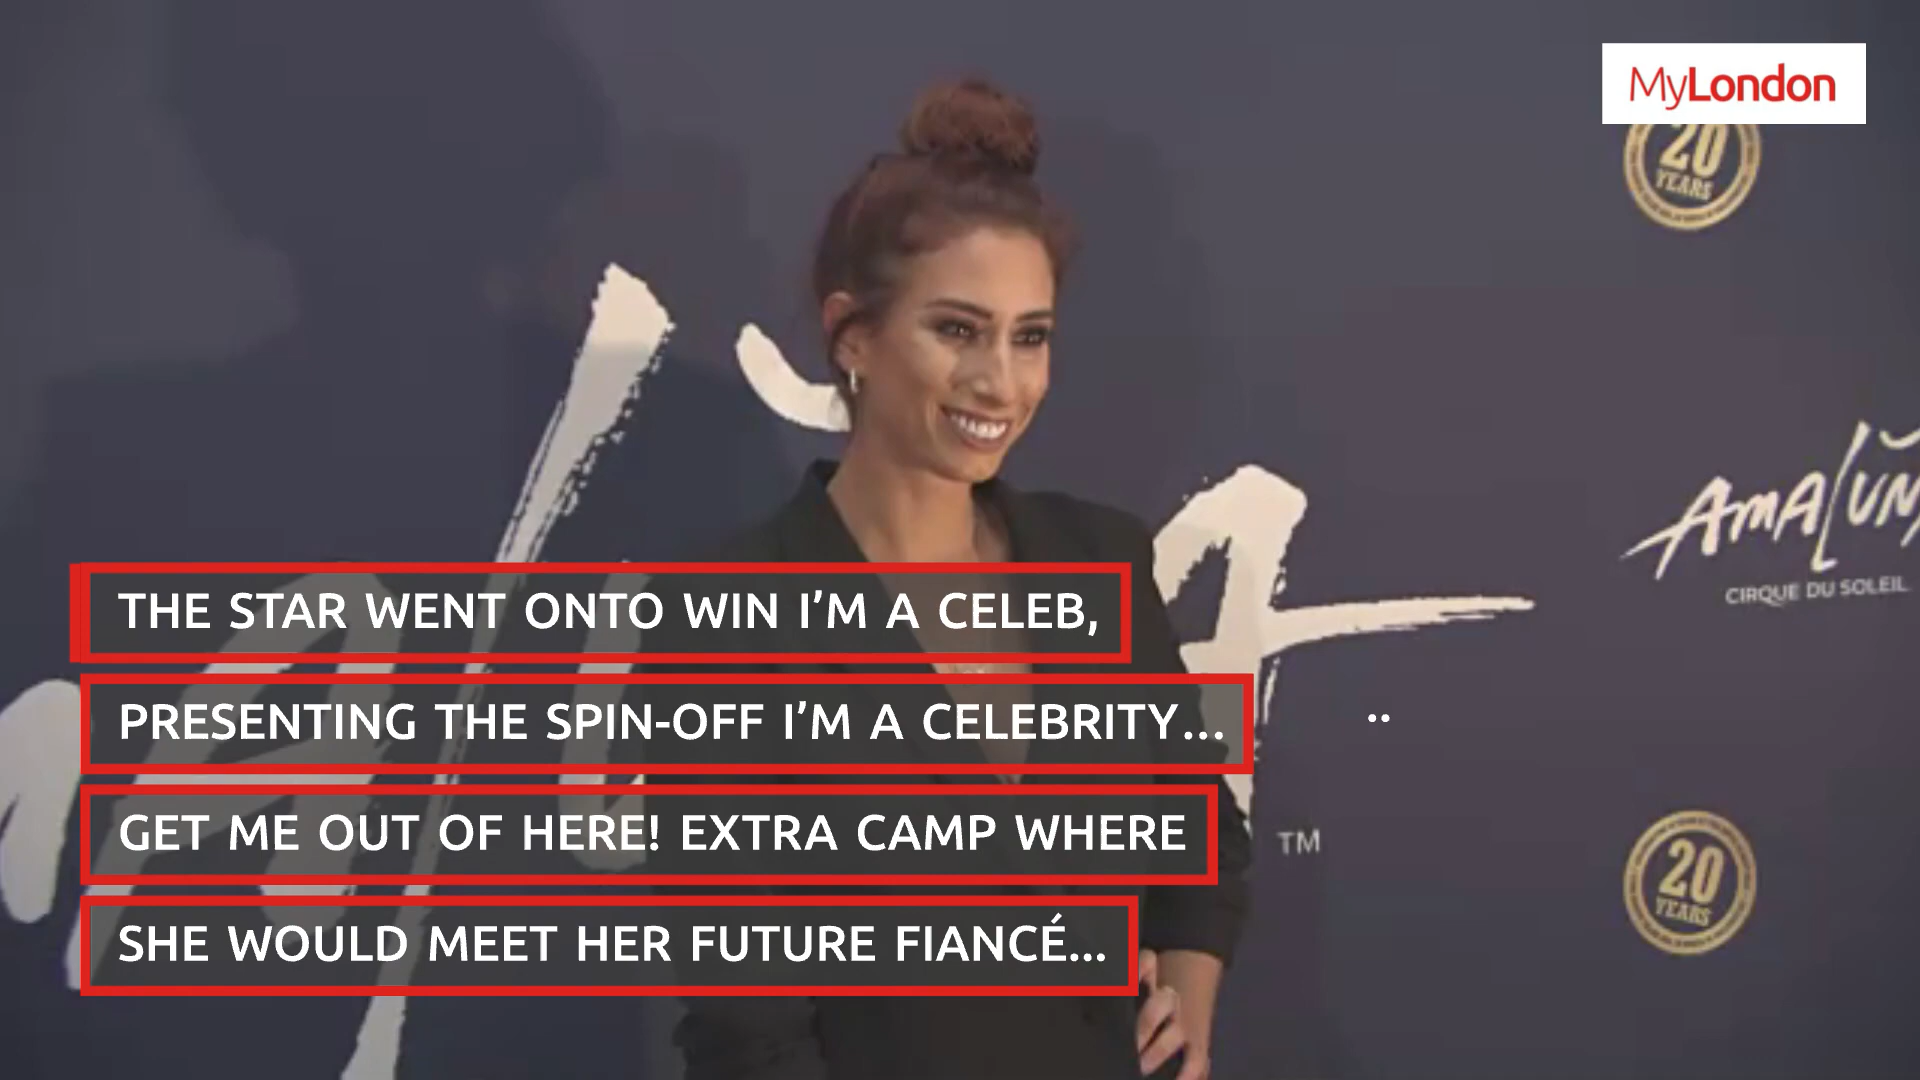 MyLondon
20
YEARS
AMALUN
CIRQUE DU SOLEIL
THE STAR WENT ONTO WIN I’M A CELEB,
PRESENTING THE SPIN-OFF I’M A CELEBRITY...
..
GET ME OUT OF HERE! EXTRA CAMP WHERE
TM
SHE WOULD MEET HER FUTURE FIANCÉ...
20
YEARS